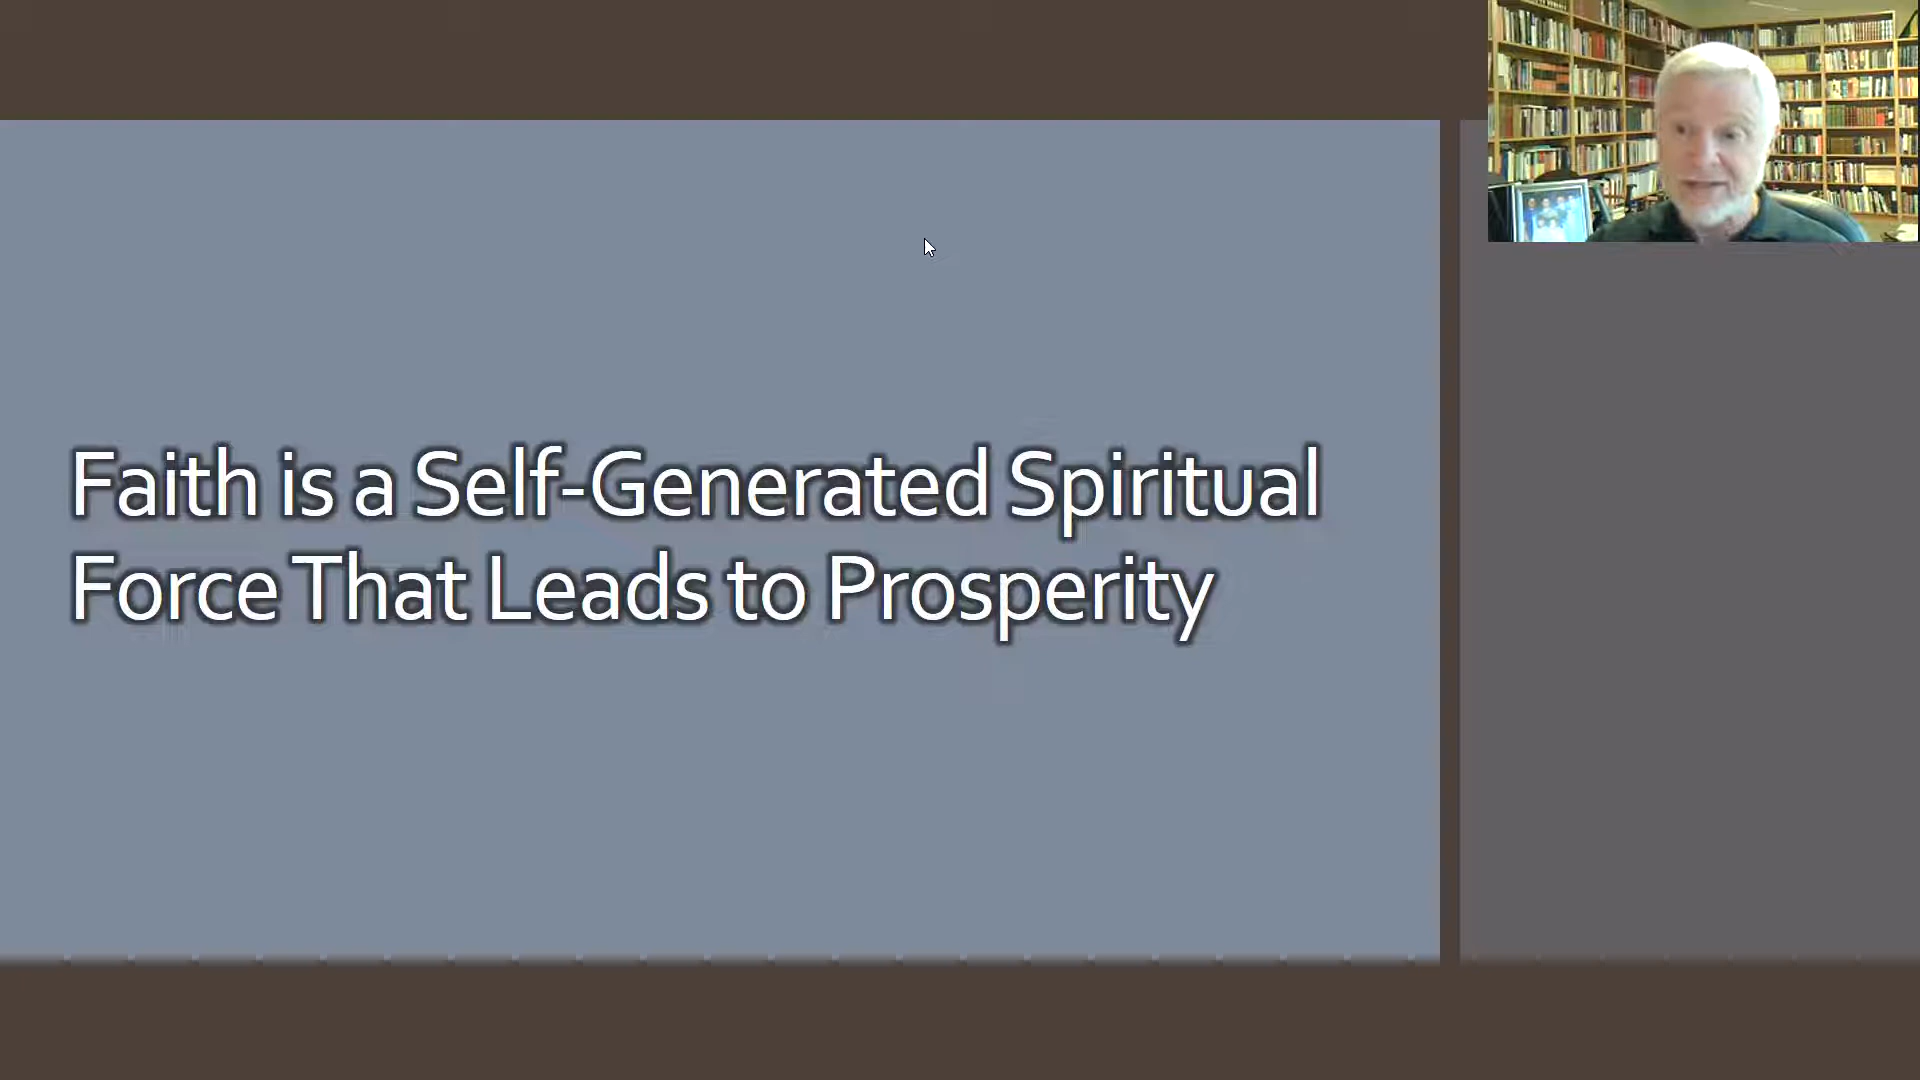 Faith is a Self-Generated Spiritual
Force That Leads to Prosperity